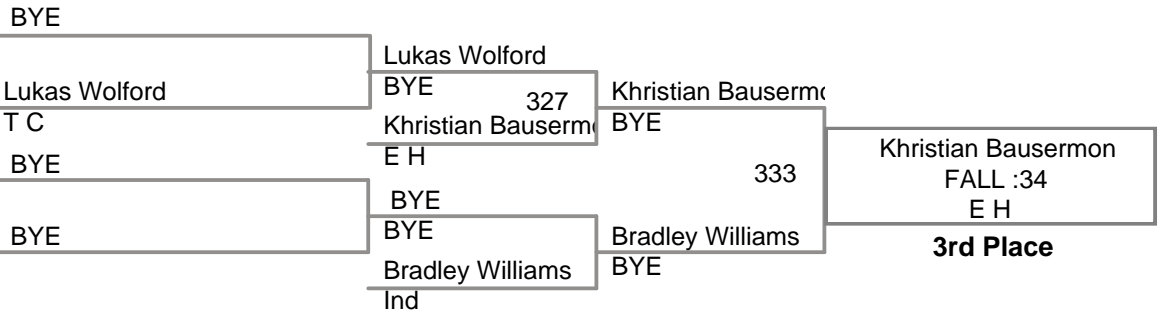 BYE
Lukas Wolford
T C
BYE
BYE
Lukas Wolford
BYE
327
Khristian Bauserm
E H
BYE
BYE
Bradley Williams
Ind
Khristian Bausermo
BYE
333
Bradley Williams
BYE
Khristian Bausermon
FALL :34
E H
3rd Place